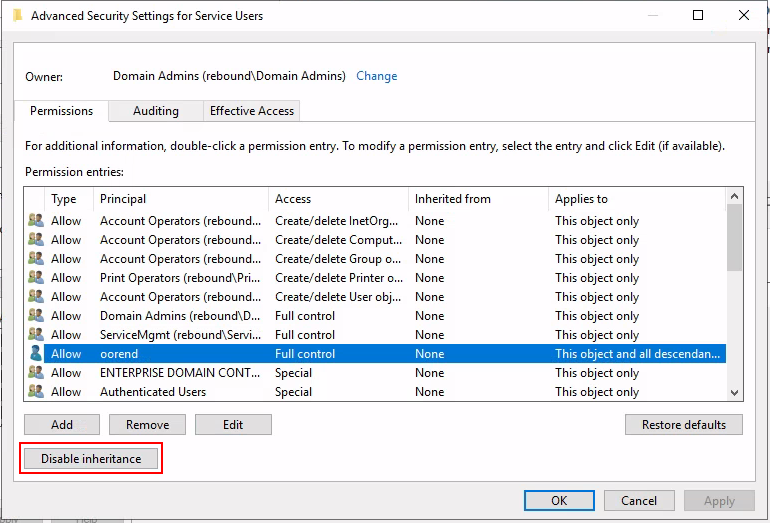 Advanced Security Settings for Service Users
Owner: Domain Admins (rebound\Domain Admins) Change
Permissions Auditing Effective Access
For additional information, double-click a permission entry. To modify a permission entry, select the entry and click Edit (if available).
Permission entries:
Type Principal Access Inherited from Applies to
Allow Account Operators (rebound... Create/delete InetOrg... None This object only
Allow Account Operators (rebound... Create/delete Comput... None This object only
Allow Account Operators (rebound... Create/delete Group o... None This object only
Allow Print Operators (rebound\Pri... Create/delete Printer o... None This object only
Allow Account Operators (rebound... Create/delete User obj... None This object only
Allow Domain Admins (rebound\D... Full control None This object only
Allow ServiceMgmt (rebound\Servi... Full control None This object only
Allow oorend Full control None This object and all descendan...
Allow ENTERPRISE DOMAIN CONT... Special None This object only
Allow Authenticated Users Special None This object only
Add Remove Edit Restore defaults
Disable inheritance
OK Cancel Apply